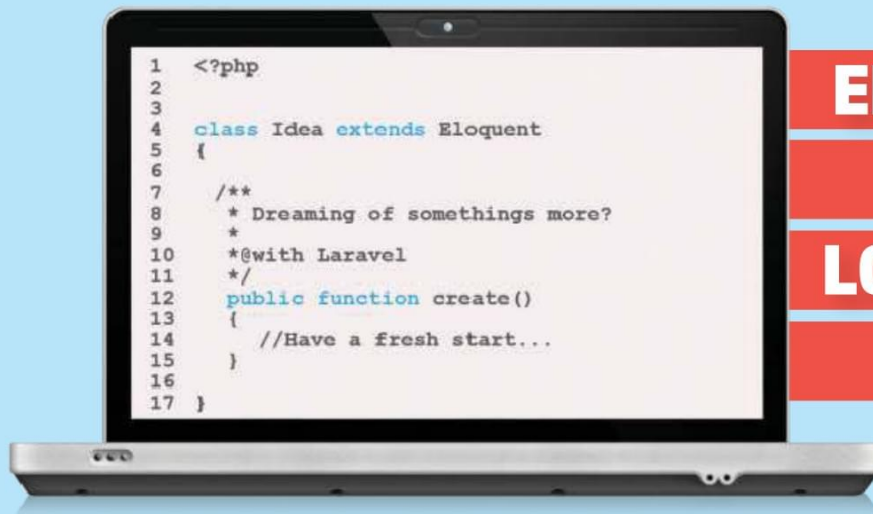 1 <?php
2
3
4 class Idea extends Eloquent
5 {
6
7 /**
8 * Dreaming of somethings more?
9 *
10 *@with Laravel
11 */
12 public function create()
13 {
14 //Have a fresh start...
15 }
16
17 }